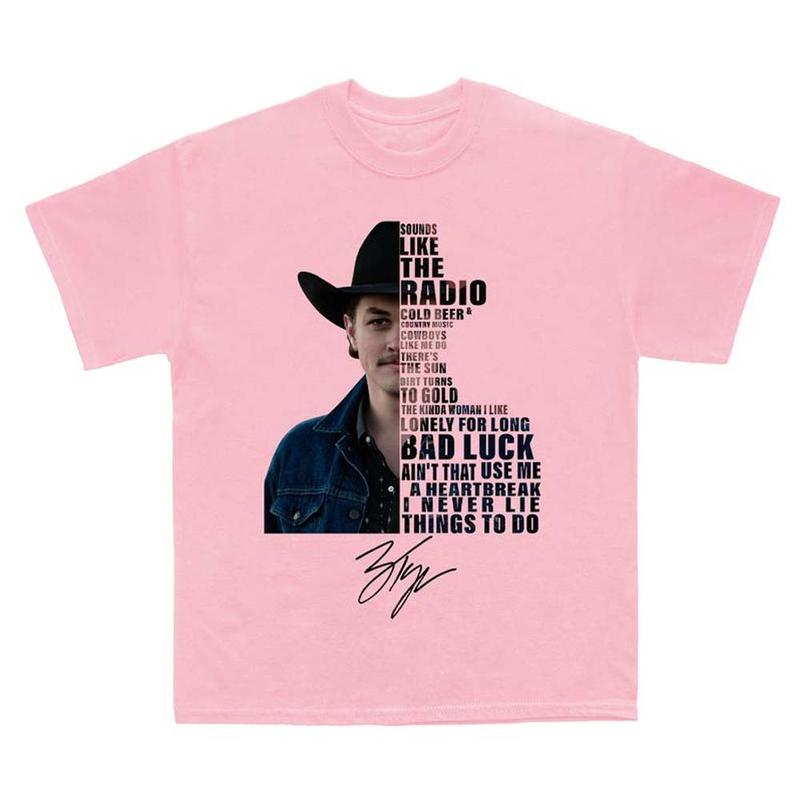 SOUNDS
LIKE
THE
RADIO
COLD BEER &
COUNTRY MUSIC
COWBOYS
LIKE ME DO
THERE'S
THE SUN
DIRT TURNS
TO GOLD
THE KINDA WOMAN I LIKE
LONELY FOR LONG
BAD LUCK
AIN'T THAT USE ME
A HEARTBREAK
I NEVER LIE
THINGS TO DO